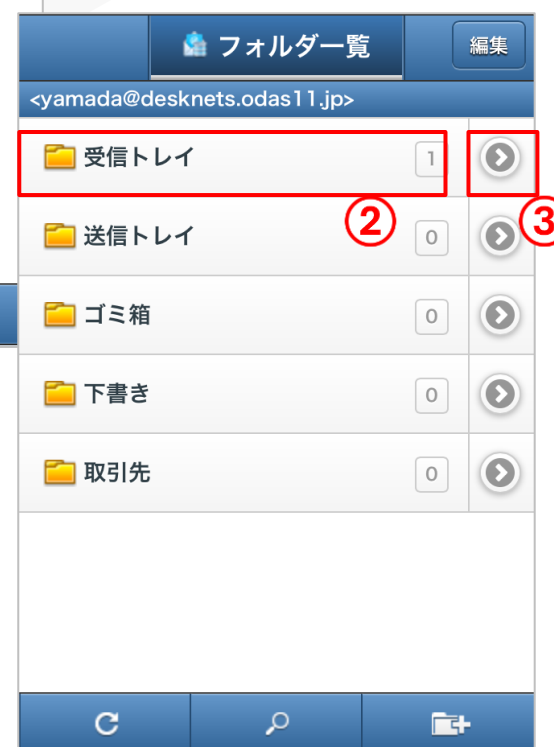 フォルダー一覧 編集
<yamada@desknets.odas11.jp>
受信トレイ 1
②
③
送信トレイ 0
ゴミ箱 0
下書き 0
取引先 0